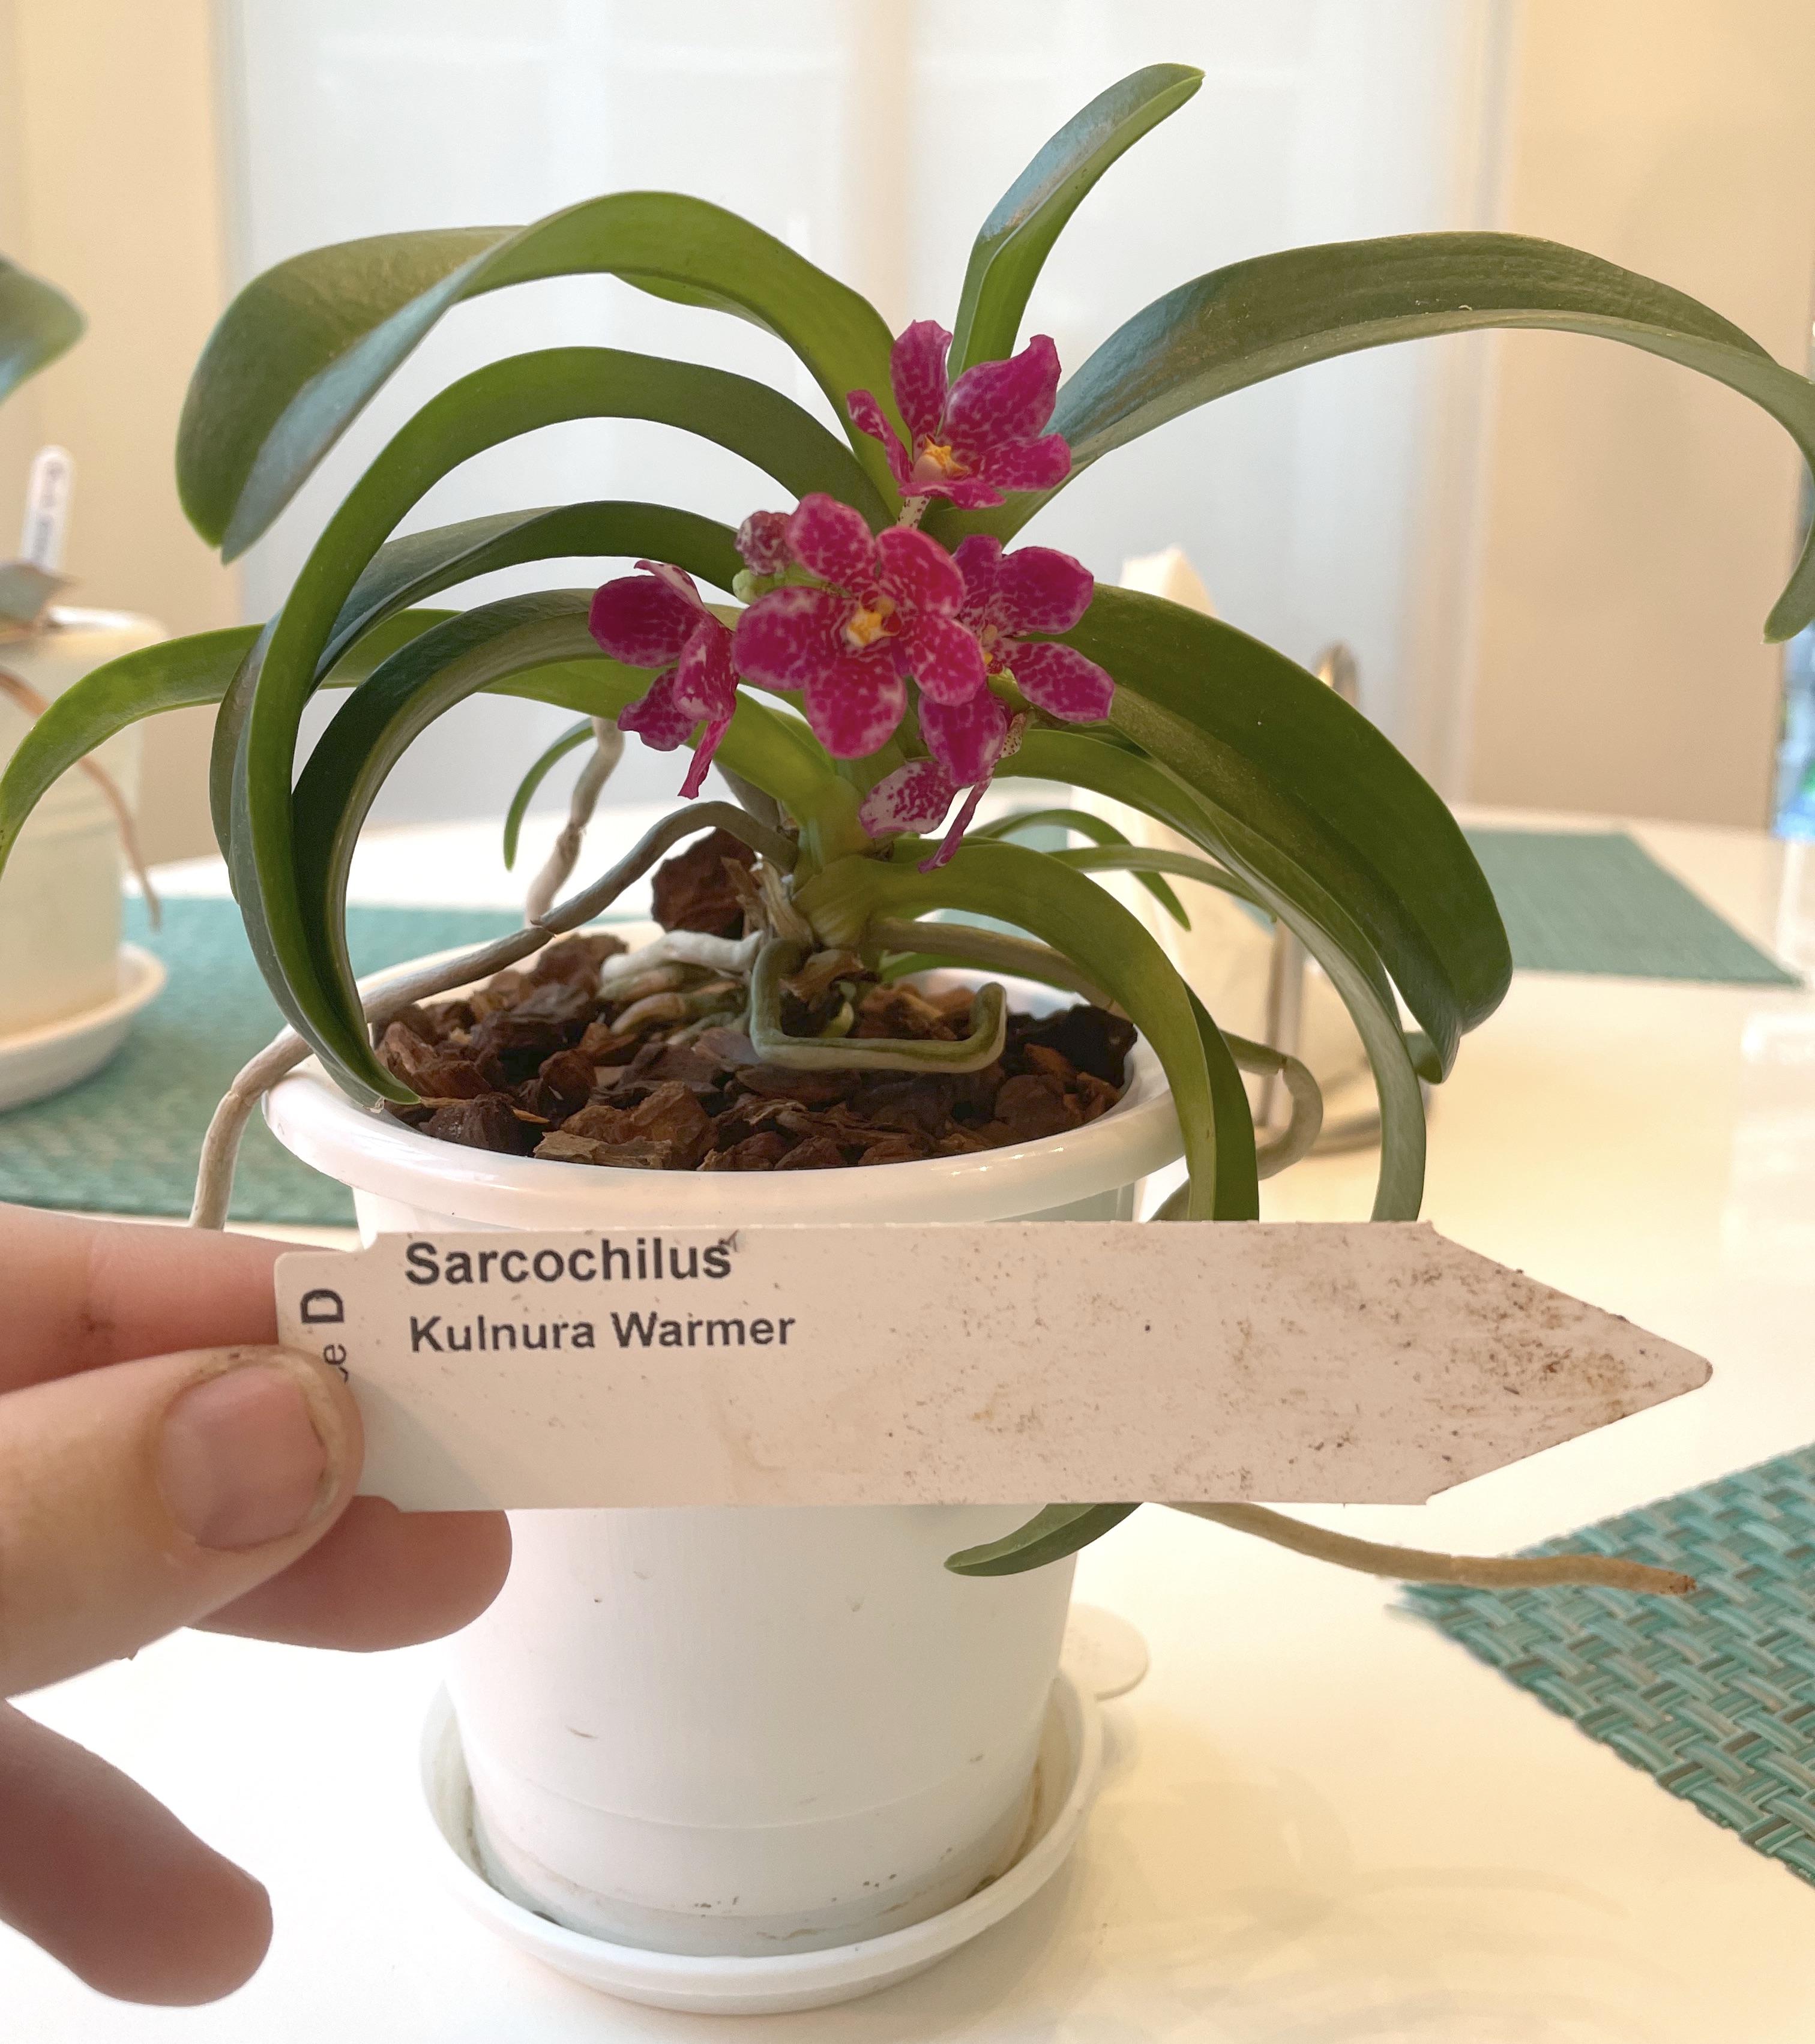 Sarcochilus
Kulnura Warmer
D